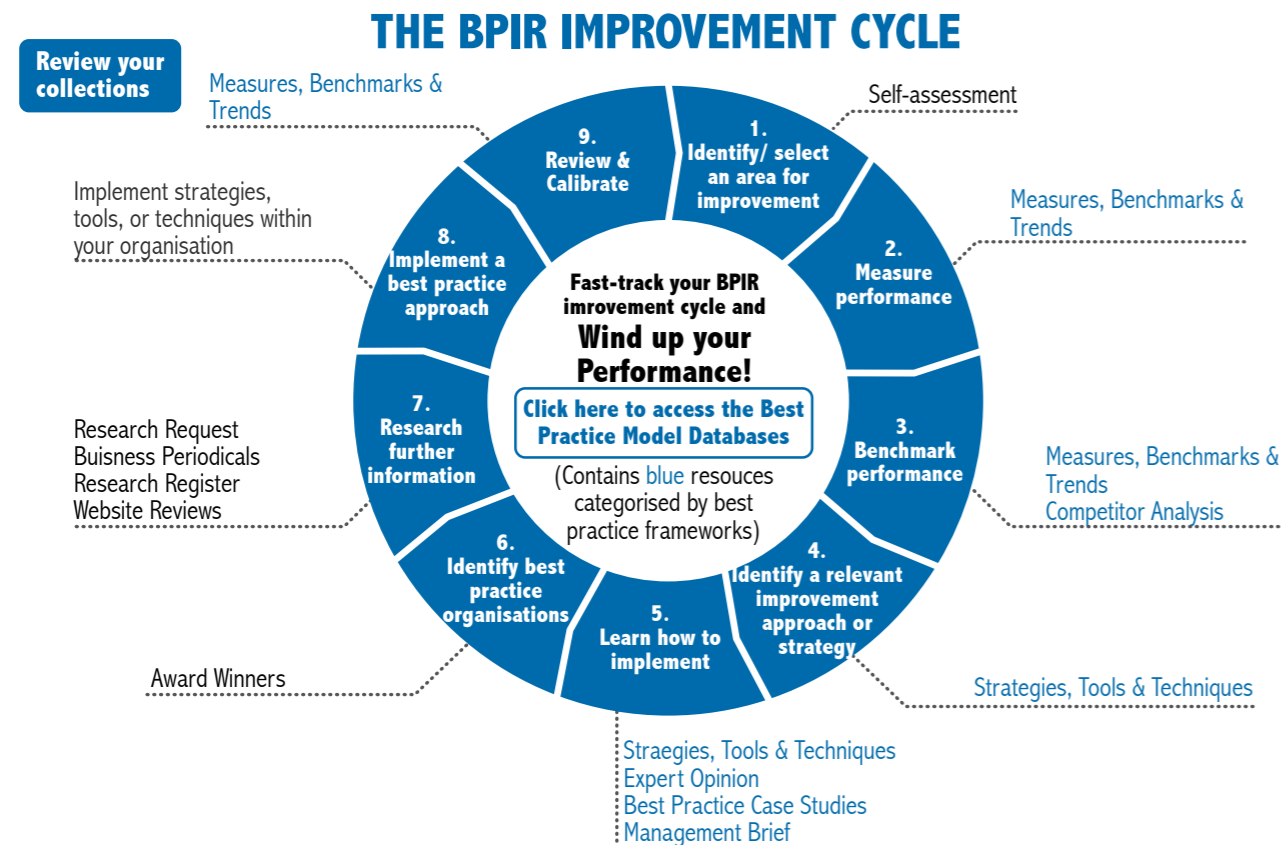 THE BPIR IMPROVEMENT CYCLE
Review your
collections
Measures, Benchmarks &
Trends
Self-assessment
1.
Identify/ select
an area for
improvement
Measures, Benchmarks &
Trends
2.
Measure
performance
3.
Benchmark
performance
Measures, Benchmarks &
Trends
Competitor Analysis
4.
Identify a relevant
improvement
approach or
strategy
Strategies, Tools & Techniques
5.
Learn how to
implement
Straegies, Tools & Techniques
Expert Opinion
Best Practice Case Studies
Management Brief
6.
Identify best
practice
organisations
Award Winners
7.
Research
further
information
Research Request
Buisness Periodicals
Research Register
Website Reviews
8.
Implement a
best practice
approach
Implement strategies,
tools, or techniques within
your organisation
9.
Review &
Calibrate
Fast-track your BPIR
imrovement cycle and
Wind up your
Performance!
Click here to access the Best
Practice Model Databases
(Contains blue resouces
categorised by best
practice frameworks)